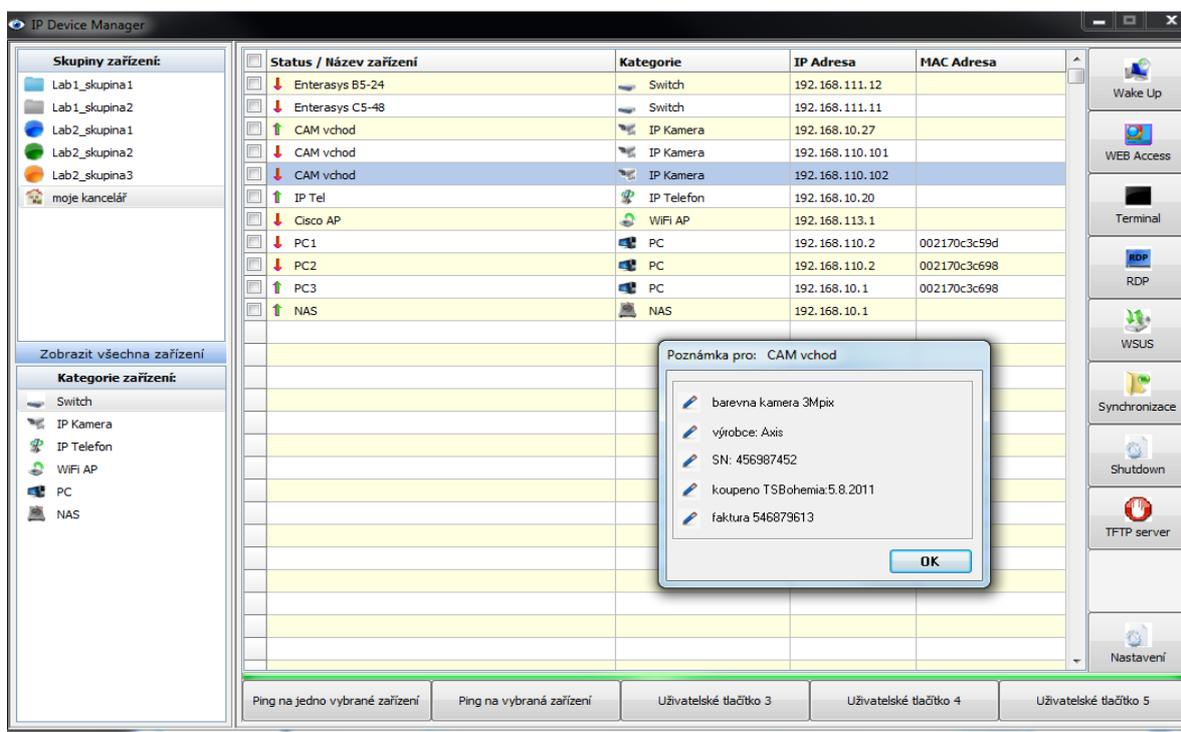 IP Device Manager
Skupiny zařízení:
Lab1_skupina1
Lab1_skupina2
Lab2_skupina1
Lab2_skupina2
Lab2_skupina3
moje kancelář
Zobrazit všechna zařízení
Kategorie zařízení:
Switch
IP Kamera
IP Telefon
WiFi AP
PC
NAS
Status / Název zařízení Kategorie IP Adresa MAC Adresa
Enterasys B5-24 Switch 192.168.111.12
Enterasys C5-48 Switch 192.168.111.11
CAM vchod IP Kamera 192.168.10.27
CAM vchod IP Kamera 192.168.110.101
CAM vchod IP Kamera 192.168.110.102
IP Tel IP Telefon 192.168.10.20
Cisco AP WiFi AP 192.168.113.1
PC1 PC 192.168.110.2 002170c3c59d
PC2 PC 192.168.110.2 002170c3c698
PC3 PC 192.168.10.1 002170c3c698
NAS NAS 192.168.10.1
Poznámka pro: CAM vchod
barevna kamera 3Mpix
výrobce: Axis
SN: 456987452
koupeno TSBohemia:5.8.2011
faktura 546879613
OK
Wake Up
WEB Access
Terminal
RDP
RDP
WSUS
Synchronizace
Shutdown
TFTP server
Nastavení
Ping na jedno vybrané zařízení Ping na vybraná zařízení Uživatelské tlačítko 3 Uživatelské tlačítko 4 Uživatelské tlačítko 5